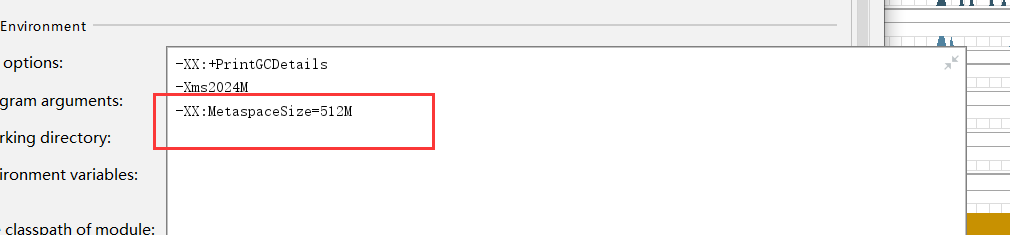 Environment
options:
-XX:+PrintGCDetails
-Xms2024M
gram arguments:
-XX:MetaspaceSize=512M
rking directory:
ironment variables:
classpath of module: